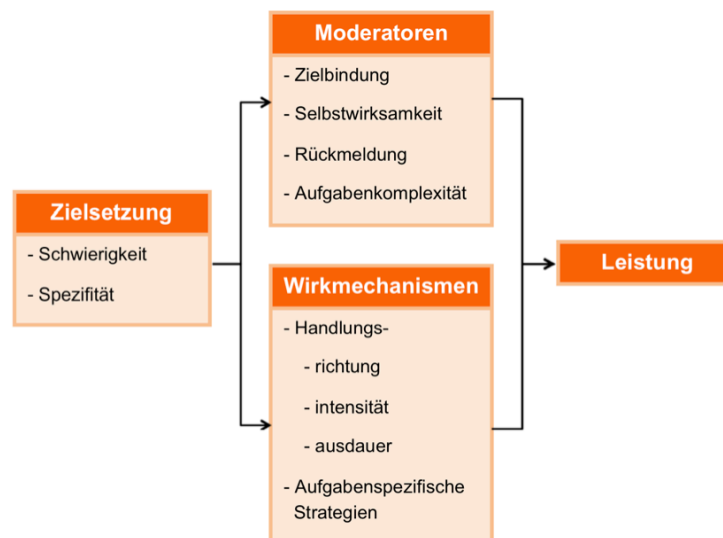 Zielsetzung
- Schwierigkeit
- Spezifität
Moderatoren
- Zielbindung
- Selbstwirksamkeit
- Rückmeldung
- Aufgabenkomplexität
Wirkmechanismen
- Handlungs-
- richtung
- intensität
- ausdauer
- Aufgabenspezifische
Strategien
Leistung